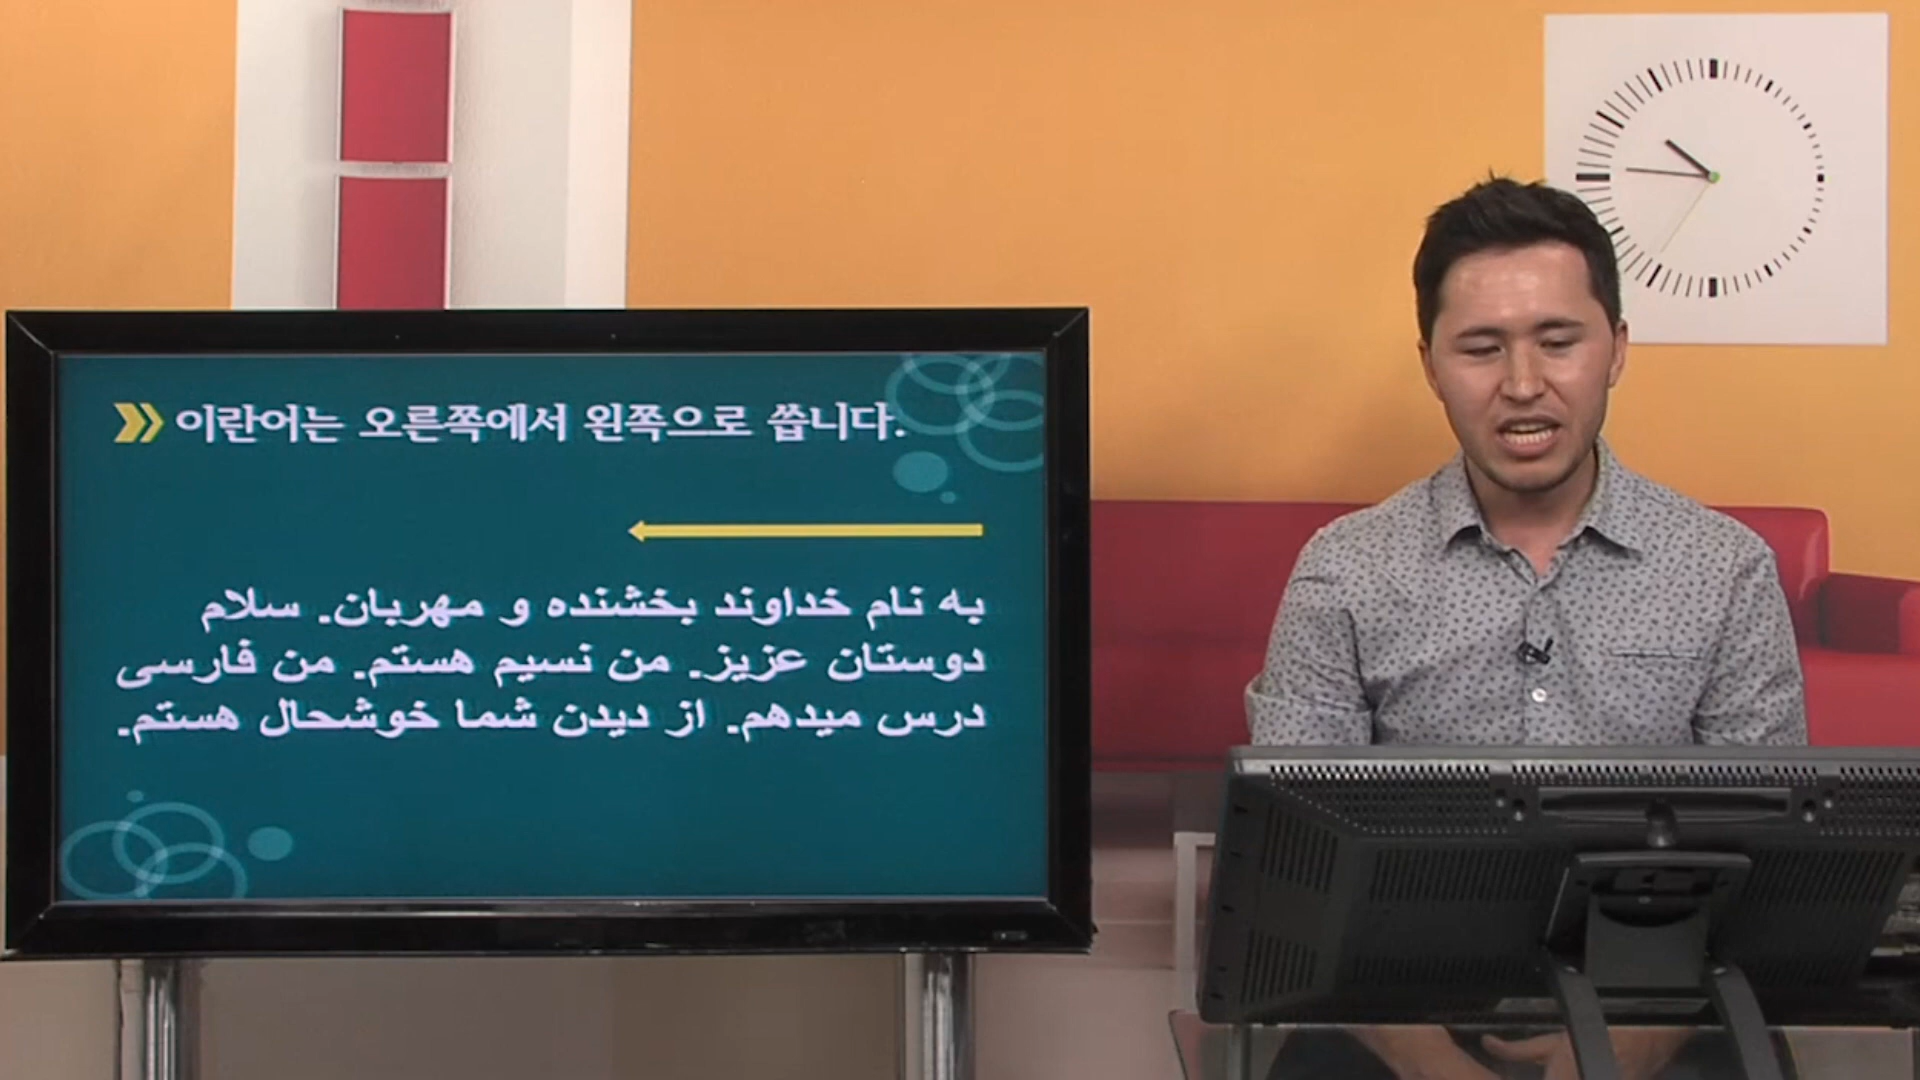 이란어는 오른쪽에서 왼쪽으로 씁니다.
به نام خداوند بخشنده و مهربان. سلام
دوستان عزیز. من نسیم هستم. من فارسی
درس میدهم. از دیدن شما خوشحال هستم.